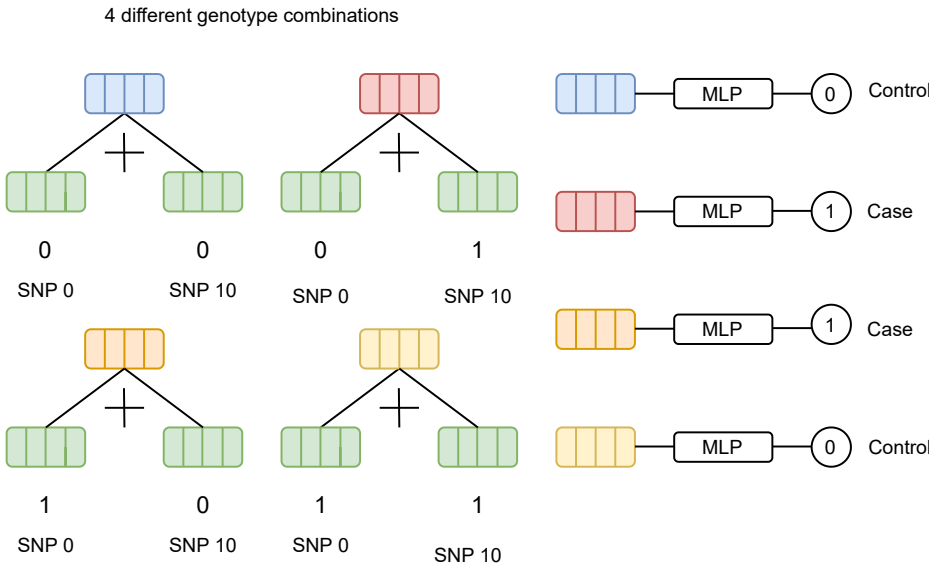 4 different genotype combinations
0 0 0 1
SNP 0 SNP 10 SNP 0 SNP 10
1 0 1 1
SNP 0 SNP 10 SNP 0 SNP 10
MLP 0 Control
MLP 1 Case
MLP 1 Case
MLP 0 Control